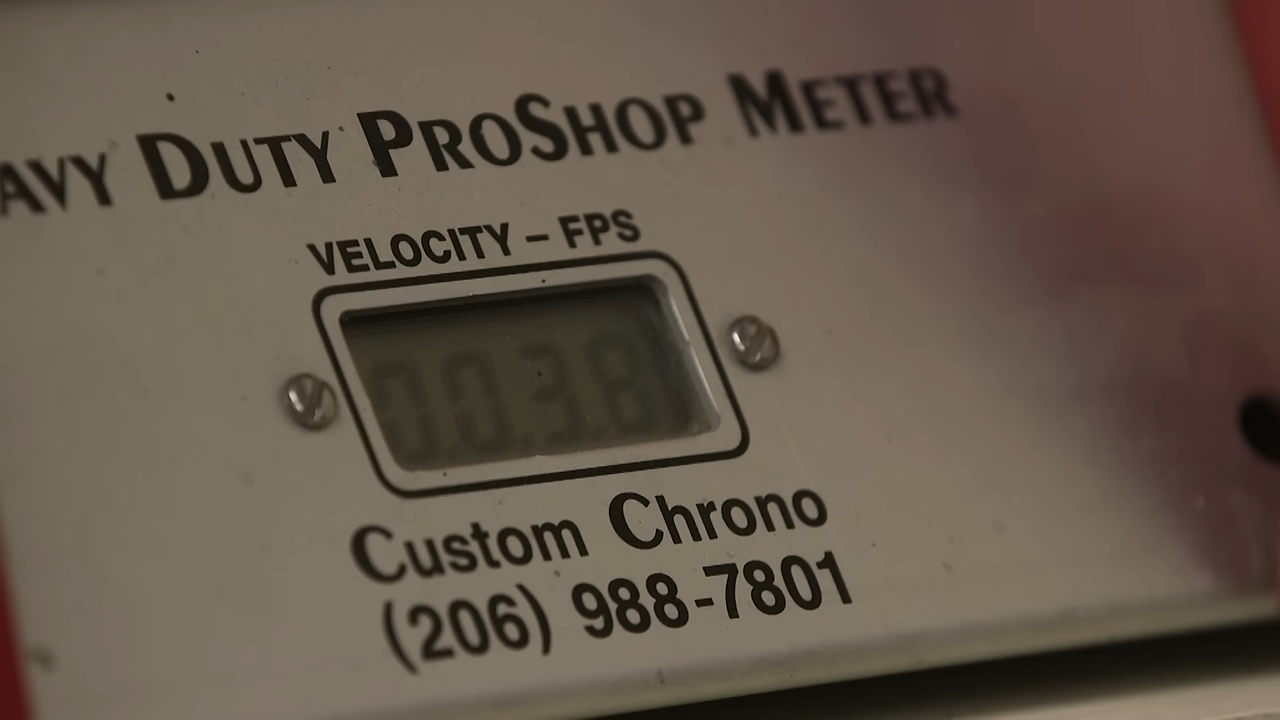 AVY DUTY PROSHOP METER
VELOCITY – FPS
Custom Chrono
(206) 988-7801